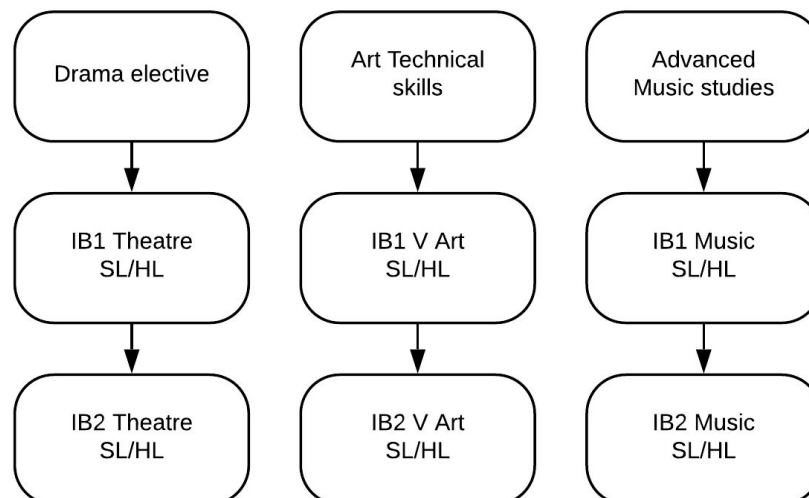 Drama elective
Art Technical
skills
Advanced
Music studies
IB1 Theatre
SL/HL
IB1 V Art
SL/HL
IB1 Music
SL/HL
IB2 Theatre
SL/HL
IB2 V Art
SL/HL
IB2 Music
SL/HL